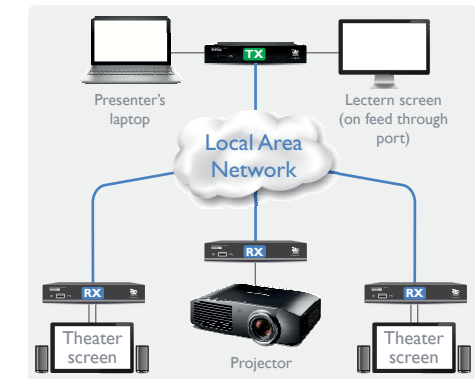 TX
Presenter's
laptop
Lectern screen
(on feed through
port)
Local Area
Network
RX
RX
RX
Theater
screen
Projector
Theater
screen